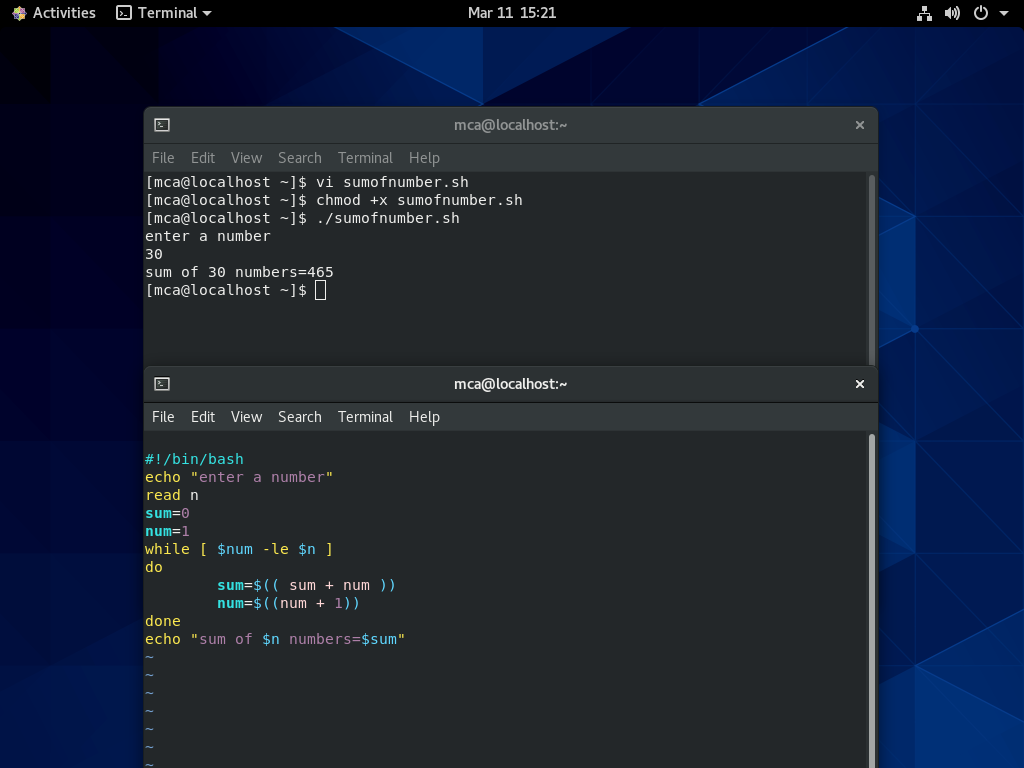 Activities Terminal Mar 11 15:21
mca@localhost:~
File Edit View Search Terminal Help
[mca@localhost ~]$ vi sumofnumber.sh
[mca@localhost ~]$ chmod +x sumofnumber.sh
[mca@localhost ~]$ ./sumofnumber.sh
enter a number
30
sum of 30 numbers=465
[mca@localhost ~]$
mca@localhost:~
File Edit View Search Terminal Help
#!/bin/bash
echo "enter a number"
read n
sum=0
num=1
while [ $num -le $n ]
do
        sum=$(( sum + num ))
        num=$((num + 1))
done
echo "sum of $n numbers=$sum"
~
~
~
~
~
~
~